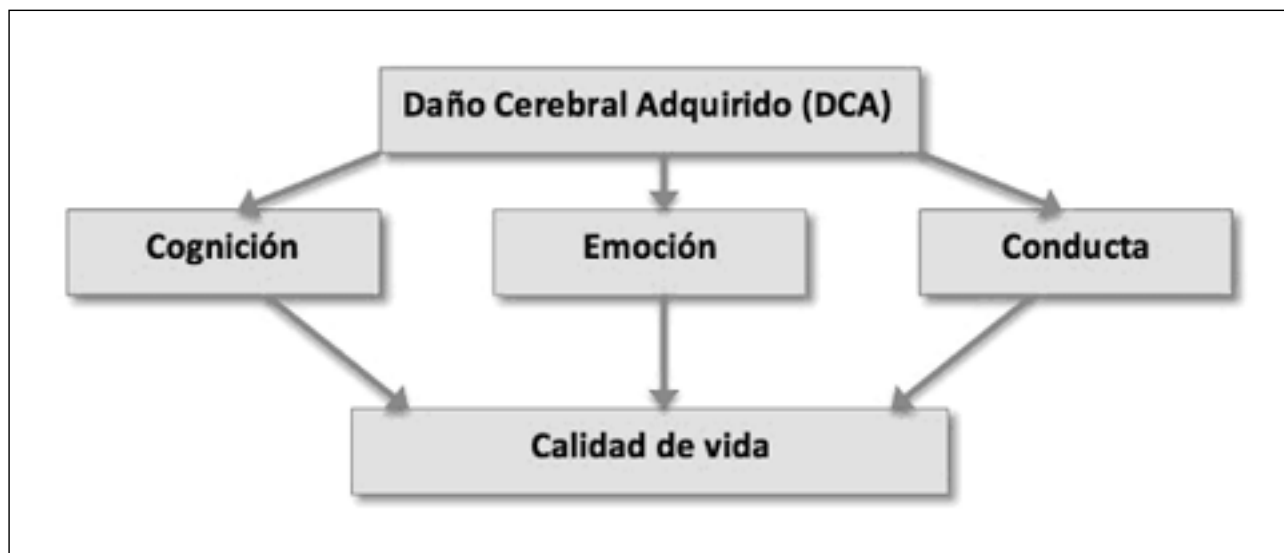 Daño Cerebral Adquirido (DCA)
Cognición
Emoción
Conducta
Calidad de vida